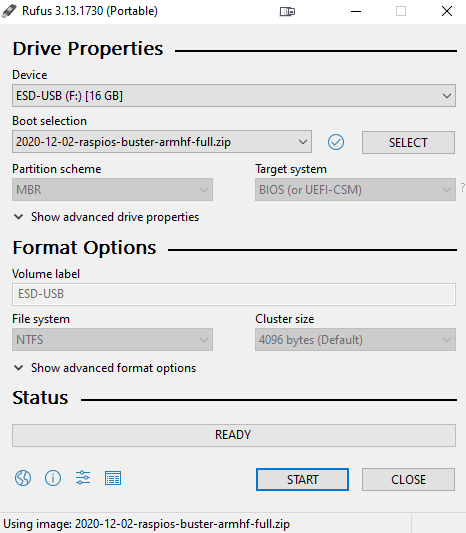 Rufus 3.13.1730 (Portable)
Drive Properties
Device
ESD-USB (F:) [16 GB]
Boot selection
2020-12-02-raspios-buster-armhf-full.zip
SELECT
Partition scheme
Target system
MBR
BIOS (or UEFI-CSM)
?
Show advanced drive properties
Format Options
Volume label
ESD-USB
File system
Cluster size
NTFS
4096 bytes (Default)
Show advanced format options
Status
READY
START
CLOSE
Using image: 2020-12-02-raspios-buster-armhf-full.zip